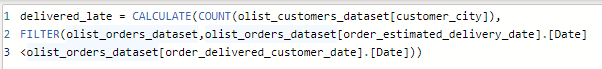 1 delivered_late = CALCULATE(COUNT(olist_customers_dataset[customer_city]),
2 FILTER(olist_orders_dataset,olist_orders_dataset[order_estimated_delivery_date].[Date]
3 <olist_orders_dataset[order_delivered_customer_date].[Date]))